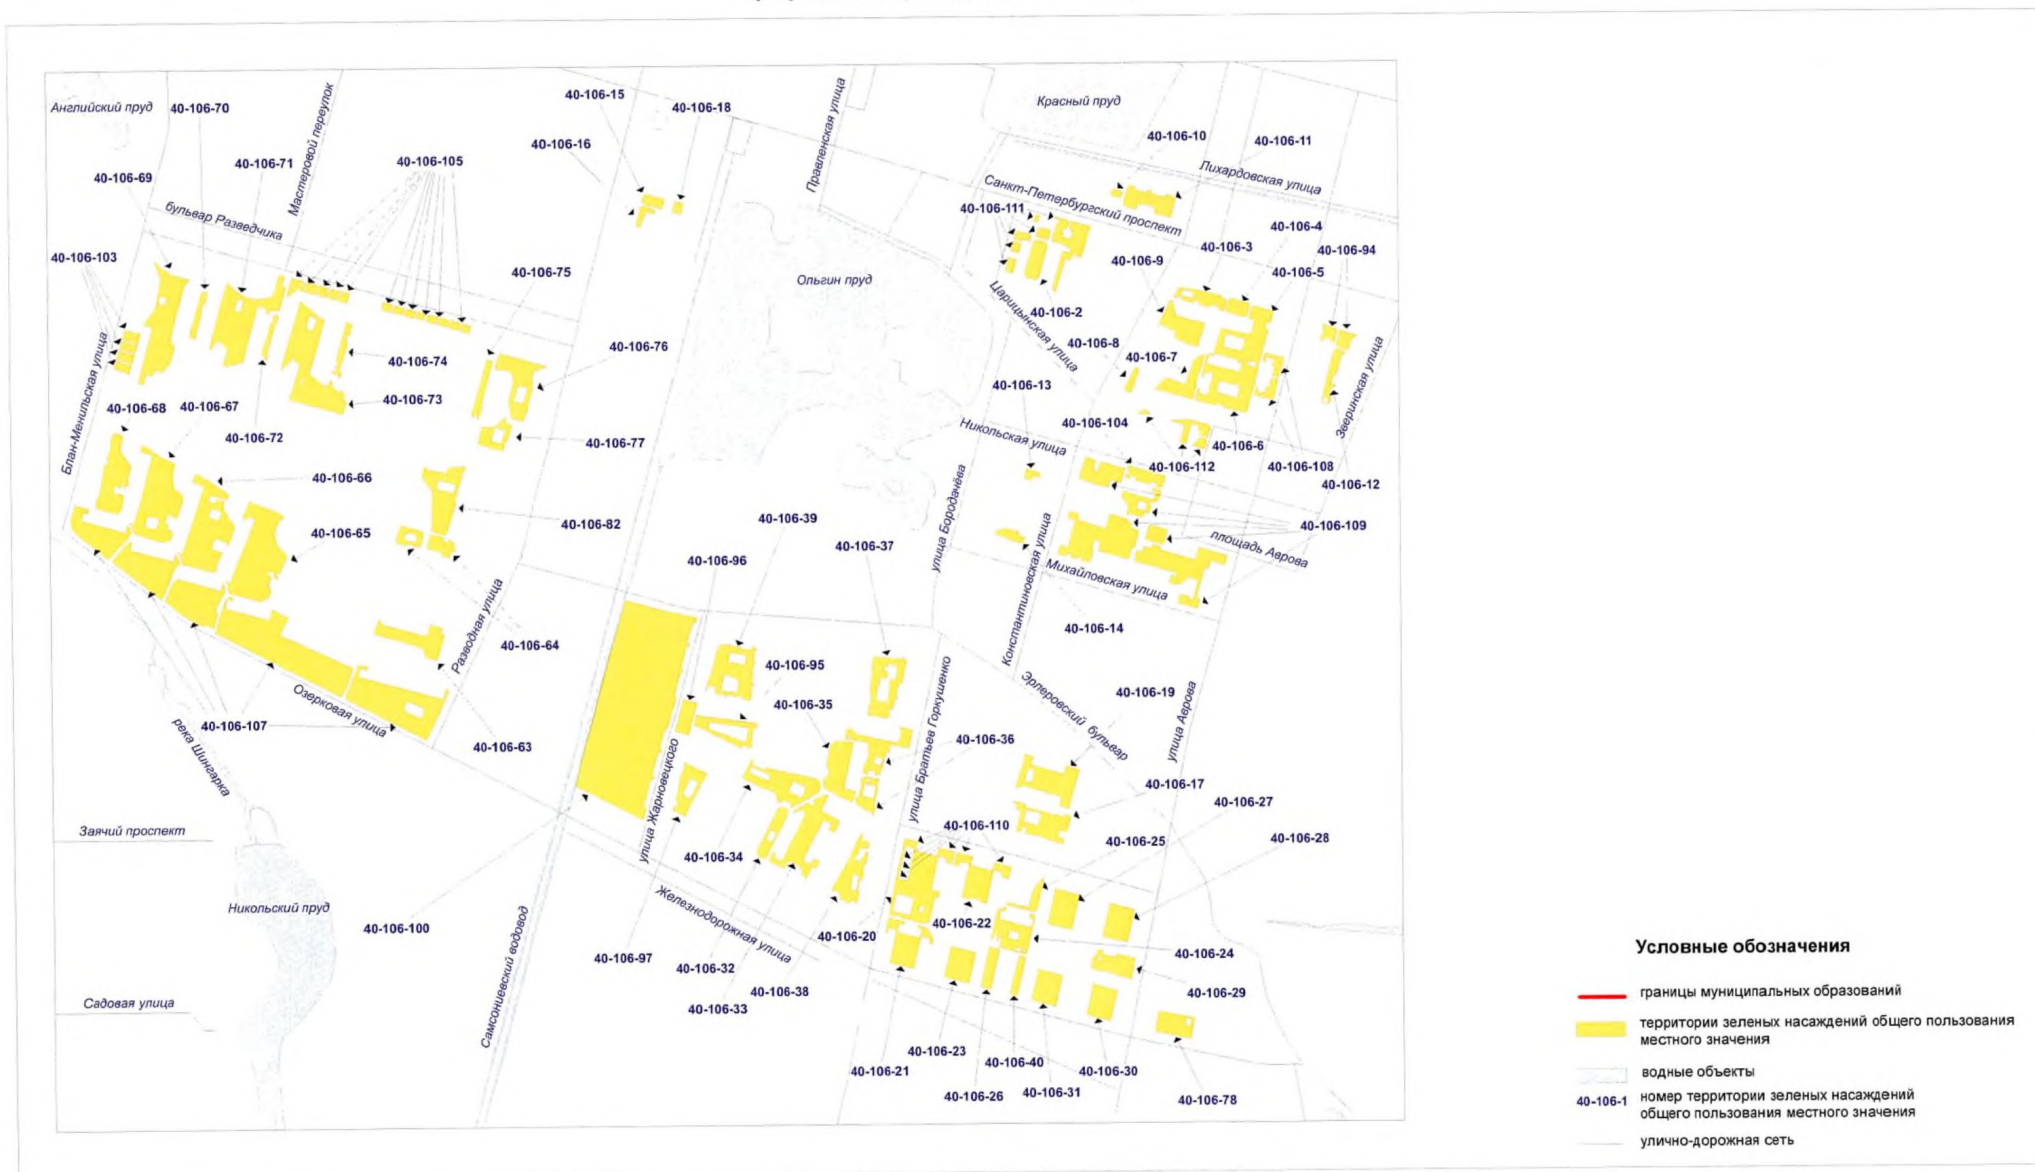 Английский пруд
40-106-70
Мастеровой переулок
40-106-15
40-106-18
Правленская улица
Красный пруд
40-106-10
40-106-11
40-106-16
40-106-71
40-106-105
40-106-69
Лихардовская улица
Санкт-Петербургский проспект
бульвар Разведчика
40-106-111
40-106-4
40-106-3
40-106-94
40-106-103
40-106-9
40-106-5
40-106-75
Ольгин пруд
Царицынская улица
40-106-2
40-106-8
40-106-7
40-106-76
40-106-74
40-106-13
Зверинская улица
Блан-Менильская улица
40-106-73
40-106-68
40-106-67
40-106-72
40-106-77
Никольская улица
40-106-104
40-106-6
40-106-112
40-106-108
40-106-12
40-106-66
40-106-82
40-106-39
40-106-109
40-106-65
40-106-37
улица Бородачёва
площадь Аврова
40-106-96
Михайловская улица
Константиновская улица
40-106-14
Разводная улица
40-106-64
40-106-95
40-106-35
улица Братьев Горкушенко
Эрлеровский бульвар
40-106-19
улица Аврова
Озерковая улица
40-106-107
40-106-63
река Шингарка
40-106-36
40-106-17
40-106-27
улица Жарновецкого
40-106-110
40-106-25
40-106-28
Заячий проспект
40-106-34
Никольский пруд
40-106-100
Железнодорожная улица
40-106-22
40-106-20
40-106-24
Самсониевский водовод
40-106-97
40-106-32
40-106-38
40-106-33
40-106-29
Садовая улица
40-106-23
40-106-40
40-106-21
40-106-30
40-106-26
40-106-31
40-106-78
Условные обозначения
границы муниципальных образований
территории зеленых насаждений общего пользования
местного значения
водные объекты
40-106-1
номер территории зеленых насаждений
общего пользования местного значения
улично-дорожная сеть